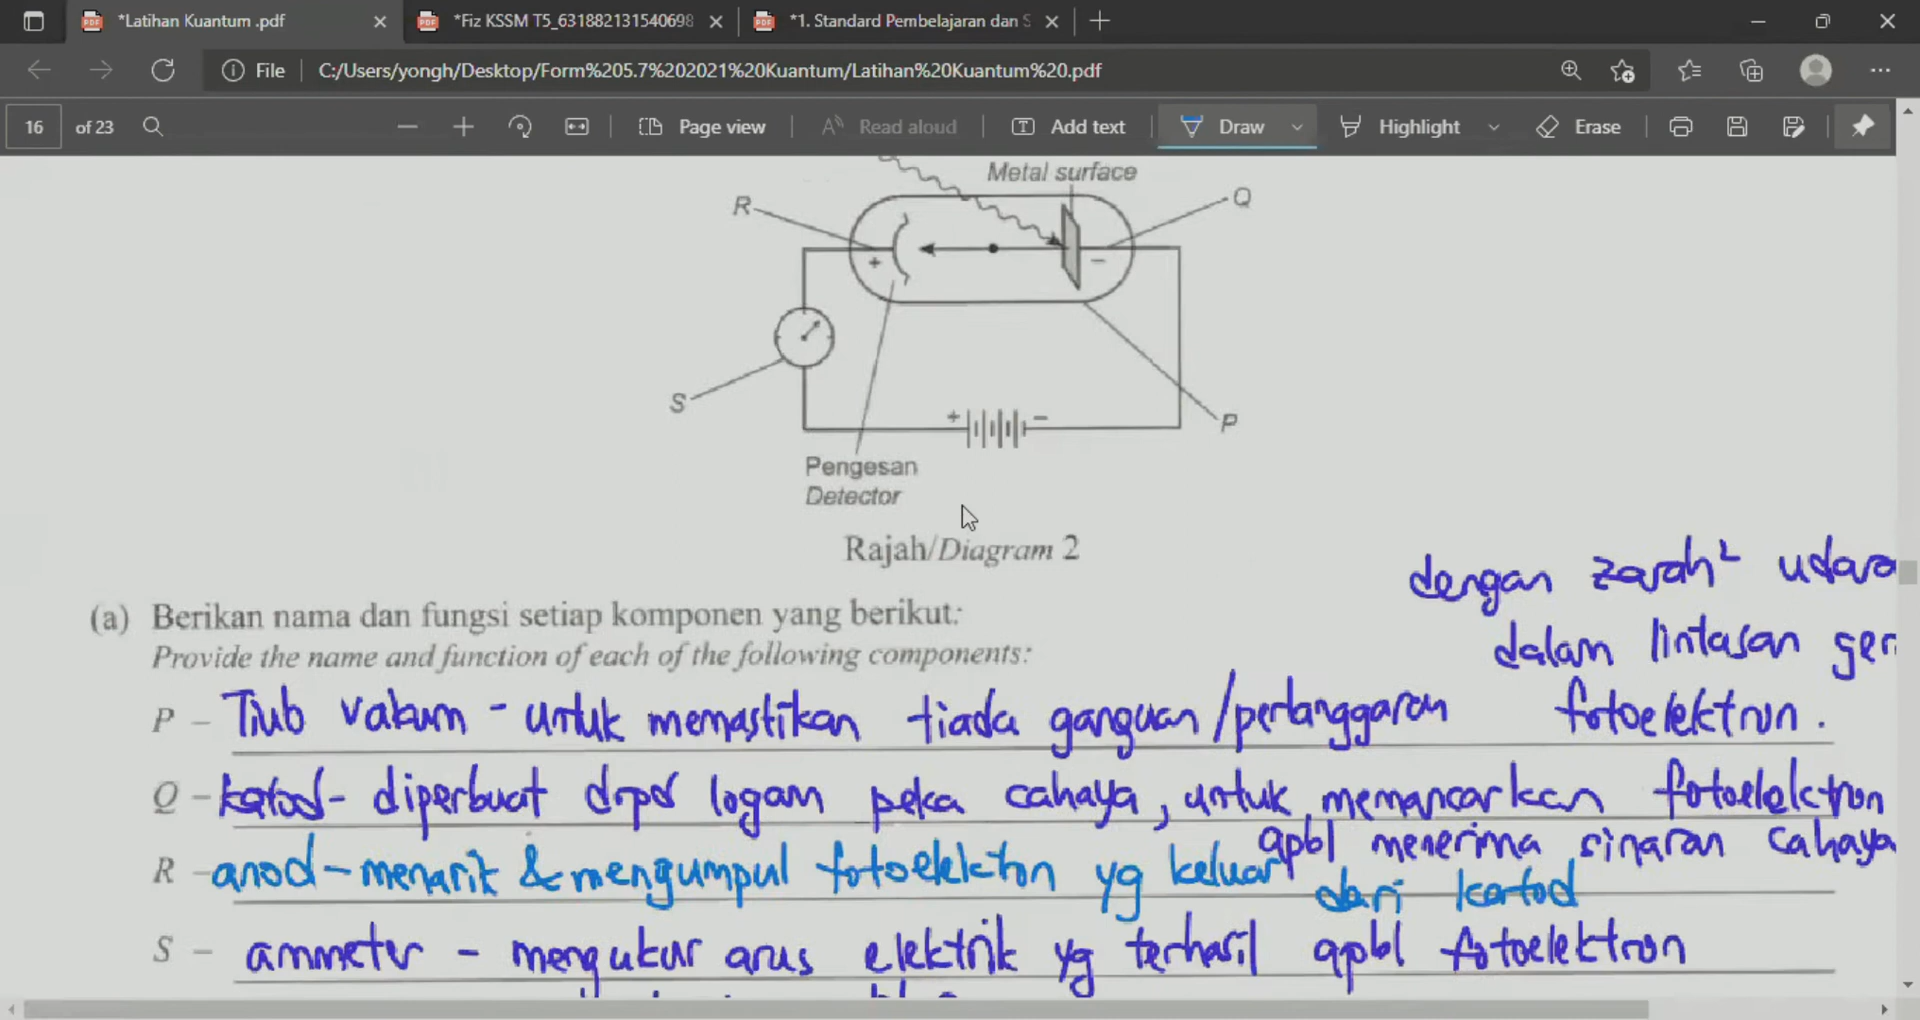 *Latihan Kuantum .pdf
*Fiz KSSM T5_631882131540698
*1. Standard Pembelajaran dan S
File C:/Users/yongh/Desktop/Form%205.7%202021%20Kuantum/Latihan%20Kuantum%20.pdf
16 of 23 Page view Read aloud Add text Draw Highlight Erase
Metal surface
R
Q
+
−
S
+
−
P
Pengesan
Detector
Rajah/Diagram 2
dengan zarah² udara
dalam lintasan ger
(a) Berikan nama dan fungsi setiap komponen yang berikut:
Provide the name and function of each of the following components:
P – Tiub vakum - untuk memastikan tiada ganguan/perlanggaran fotoelektron.
Q – katod - diperbuat drpd logam peka cahaya, untuk memancarkan fotoelektron
apbl menerima sinaran cahaya
R – anod - menarik & mengumpul fotoelekton yg keluar
dari katod
S – ammeter - mengukur arus elektrik yg terhasil apbl fotoelektron